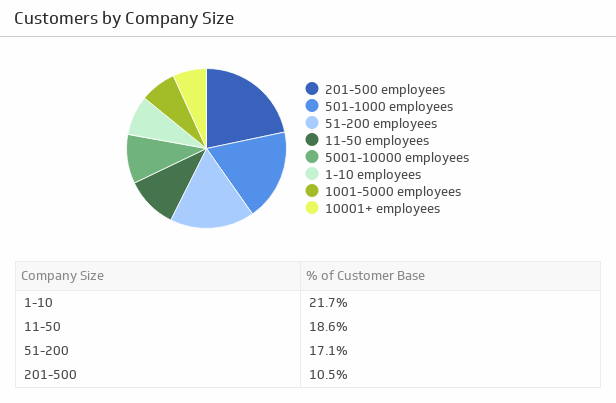 Customers by Company Size
201-500 employees
501-1000 employees
51-200 employees
11-50 employees
5001-10000 employees
1-10 employees
1001-5000 employees
10001+ employees
Company Size % of Customer Base
1-10 21.7%
11-50 18.6%
51-200 17.1%
201-500 10.5%